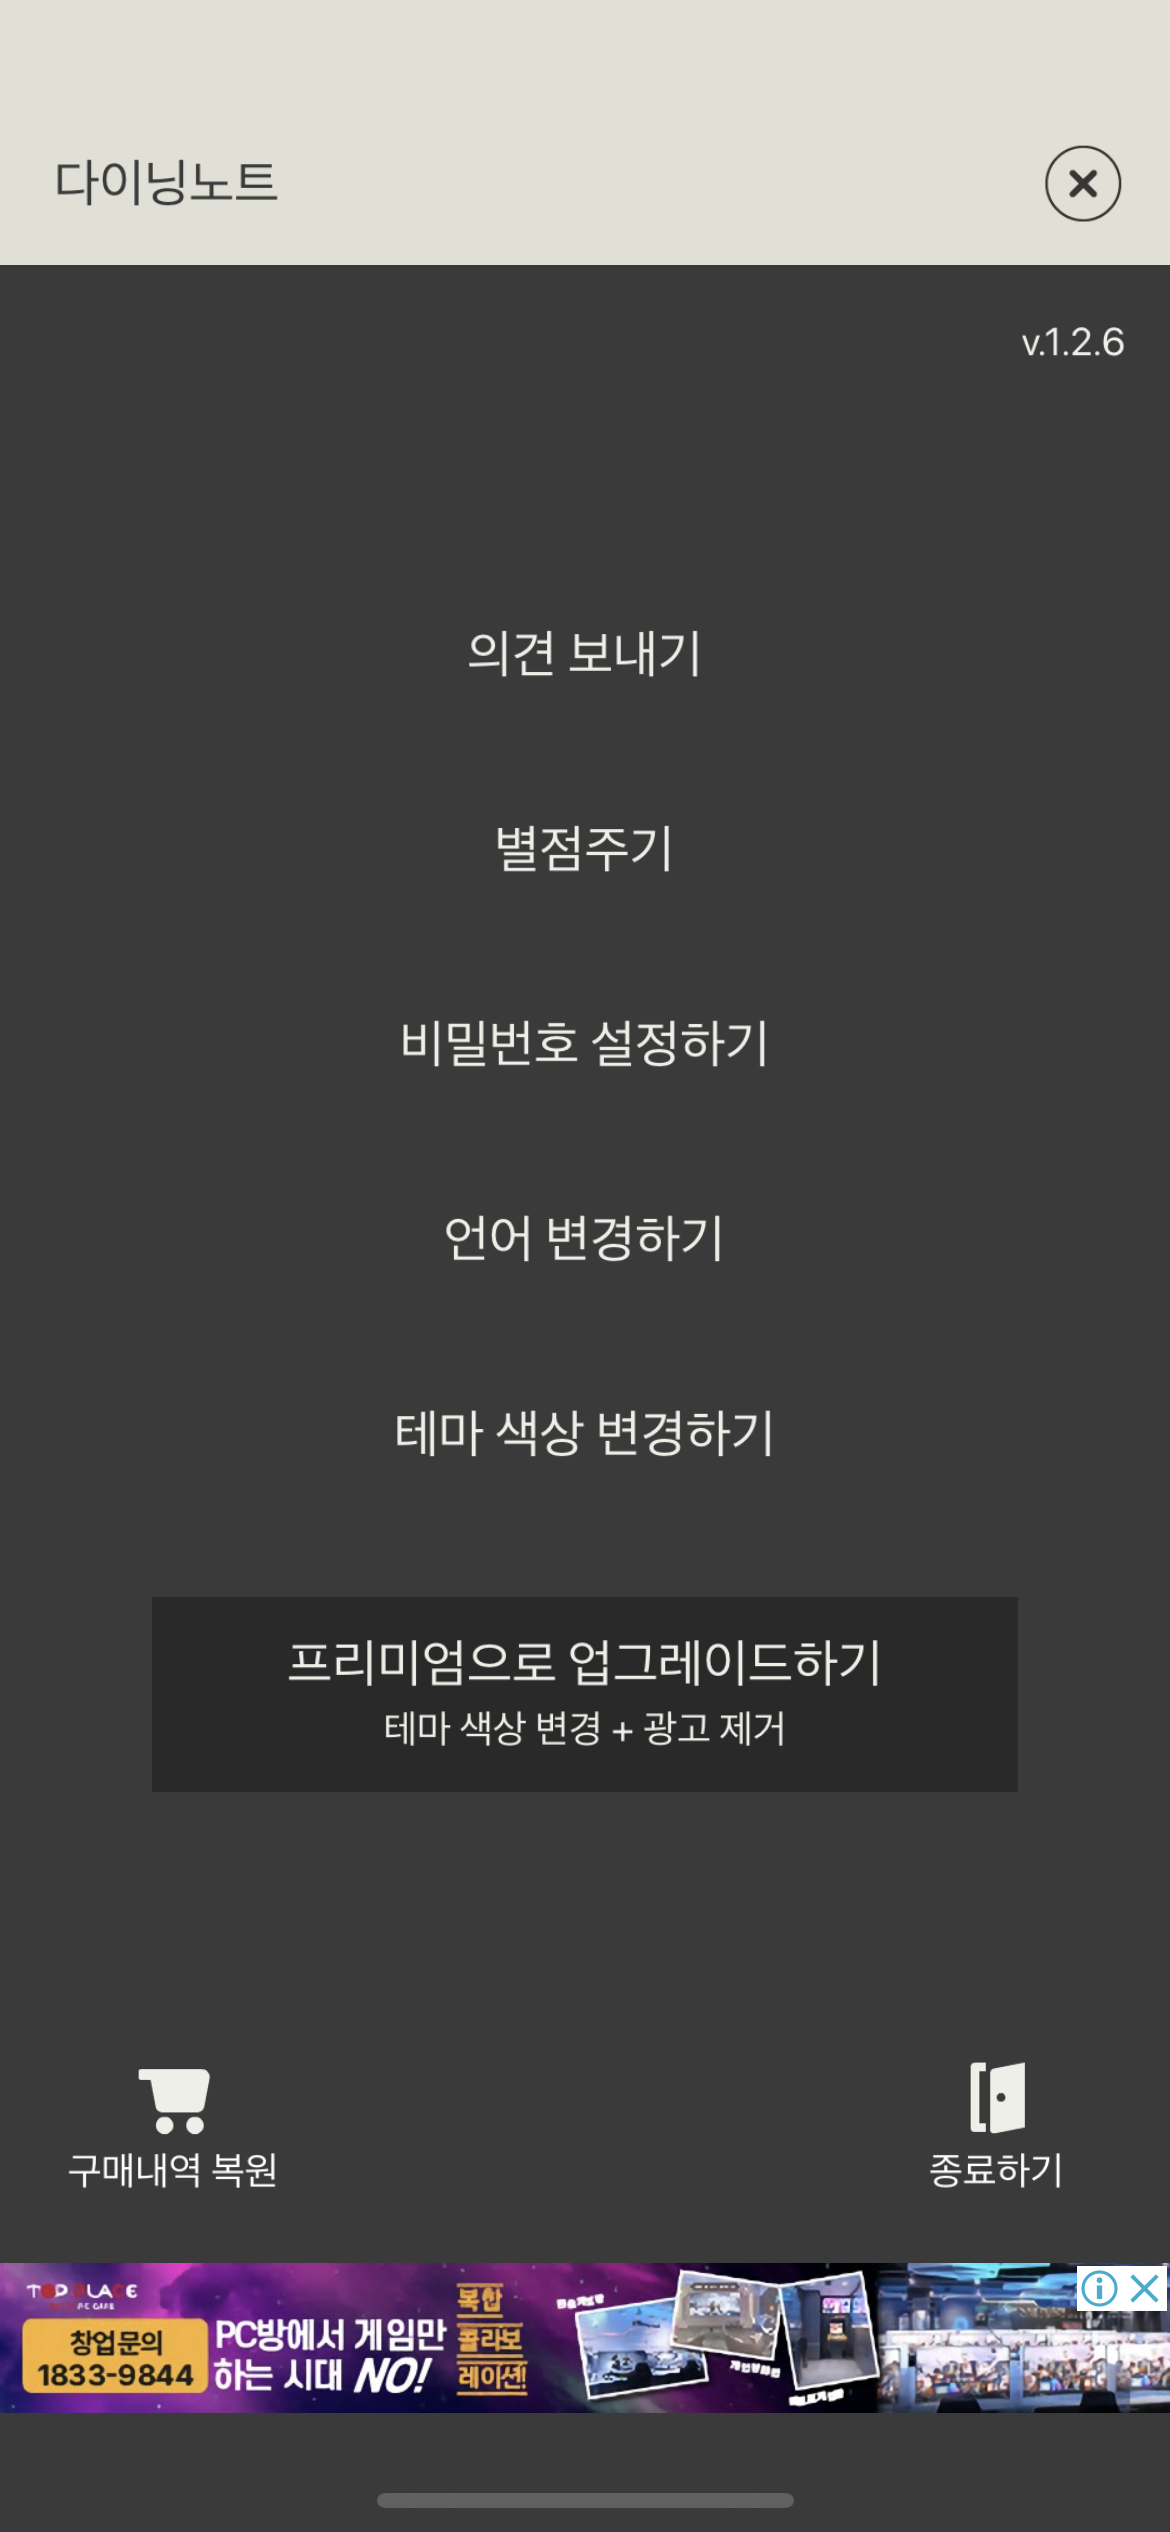 다이닝노트
v.1.2.6
의견 보내기
별점주기
비밀번호 설정하기
언어 변경하기
테마 색상 변경하기
프리미엄으로 업그레이드하기
테마 색상 변경 + 광고 제거
구매내역 복원
종료하기
TOP PLACE
창업문의
1833-9844
PC방에서 게임만
하는 시대 NO!
복합
콜라보
레이션!